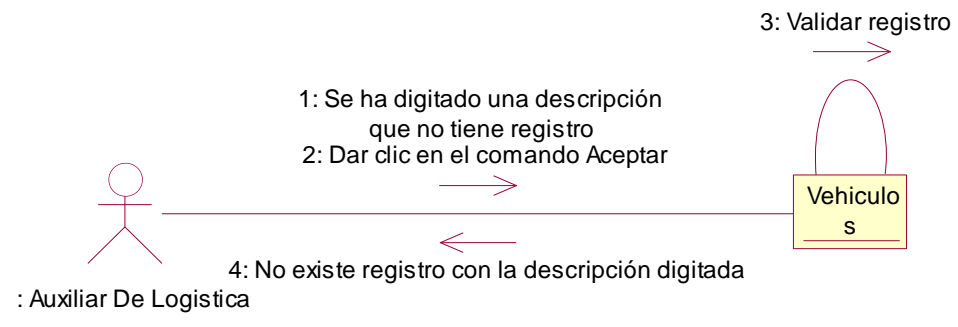 3: Validar registro
1: Se ha digitado una descripción
que no tiene registro
2: Dar clic en el comando Aceptar
Vehiculo
s
4: No existe registro con la descripción digitada
: Auxiliar De Logistica